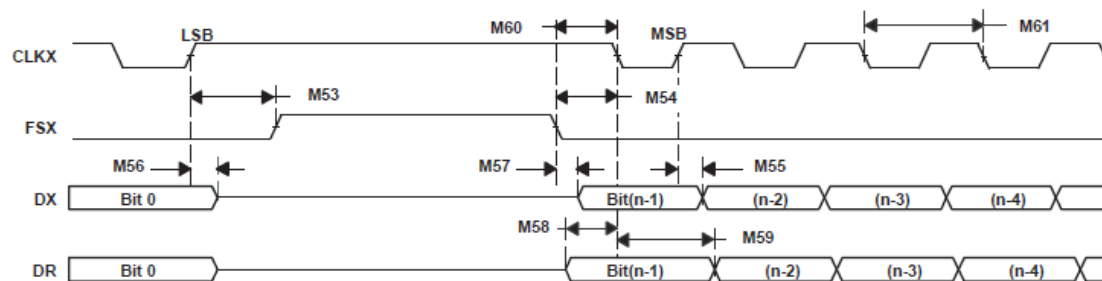 LSB M60 MSB M61
CLKX
M53 M54
FSX
M56 M57 M55
DX Bit 0 Bit(n-1) (n-2) (n-3) (n-4)
M58 M59
DR Bit 0 Bit(n-1) (n-2) (n-3) (n-4)